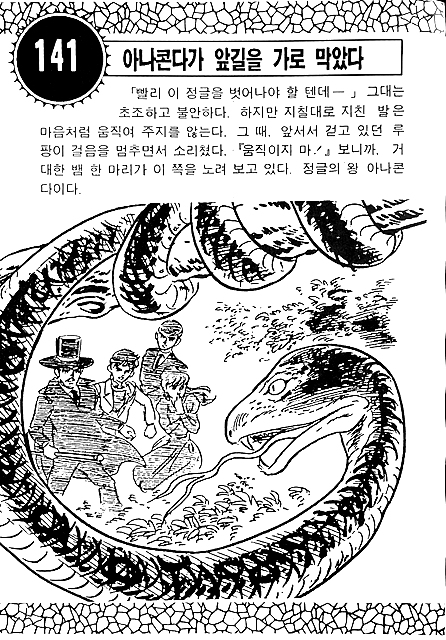 141
아나콘다가 앞길을 가로 막았다
「빨리 이 정글을 벗어나야 할 텐데ー」 그대는
초조하고 불안하다. 하지만 지칠대로 지친 발은
마음처럼 움직여 주지를 않는다. 그 때. 앞서서 걷고 있던 루
팡이 걸음을 멈추면서 소리쳤다. 『움직이지 마.!』 보니까. 거
대한 뱀 한 마리가 이 쪽을 노려 보고 있다. 정글의 왕 아나콘
다이다.